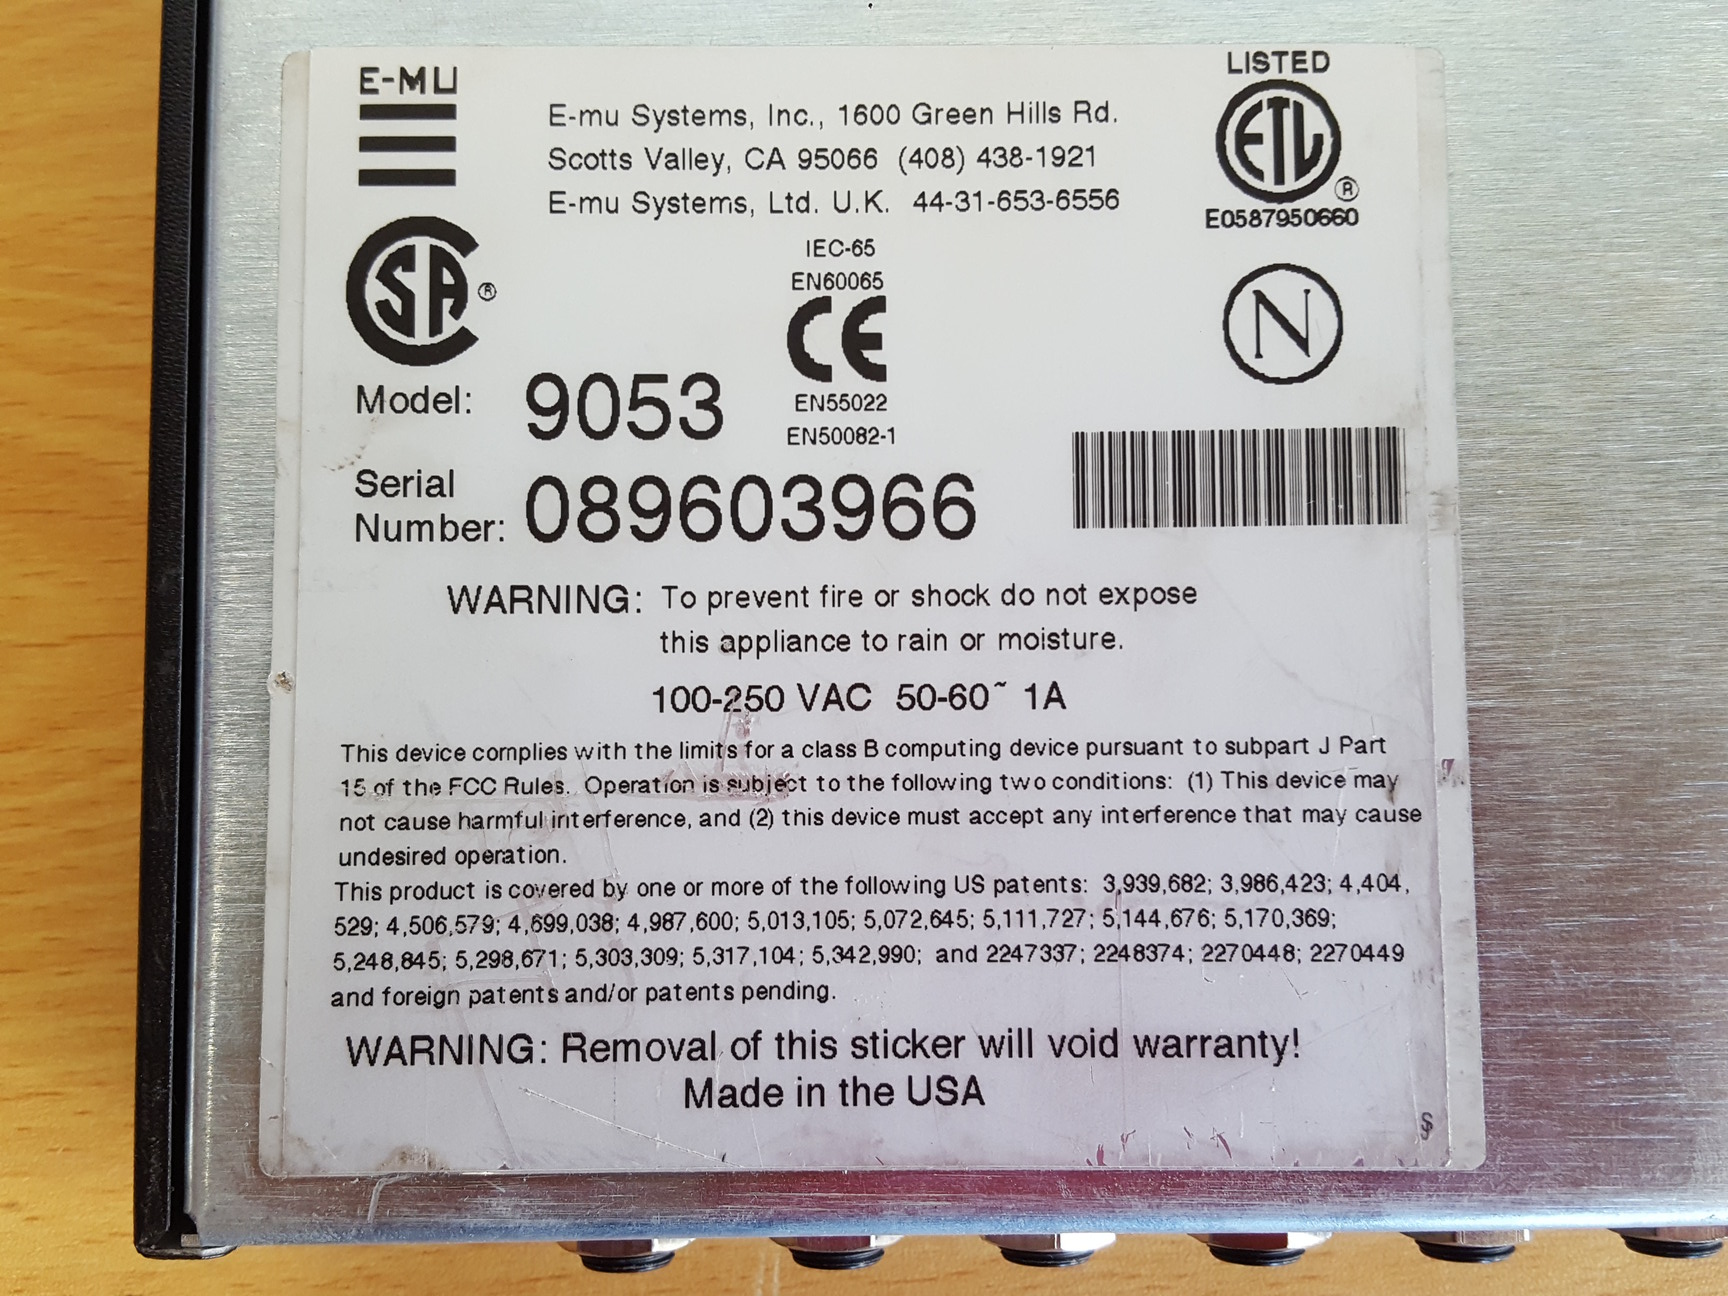 E-MU
E-mu Systems, Inc., 1600 Green Hills Rd.
Scotts Valley, CA 95066 (408) 438-1921
E-mu Systems, Ltd. U.K. 44-31-653-6556
LISTED
ETL
®
E0587950660
CSA ®
IEC-65
EN60065
CE
EN55022
EN50082-1
N
Model: 9053
Serial
Number: 089603966
WARNING: To prevent fire or shock do not expose
this appliance to rain or moisture.
100-250 VAC 50-60~ 1A
This device complies with the limits for a class B computing device pursuant to subpart J Part
15 of the FCC Rules. Operation is subject to the following two conditions: (1) This device may
not cause harmful interference, and (2) this device must accept any interference that may cause
undesired operation.
This product is covered by one or more of the following US patents: 3,939,682; 3,986,423; 4,404,
529; 4,506,579; 4,699,038; 4,987,600; 5,013,105; 5,072,645; 5,111,727; 5,144,676; 5,170,369;
5,248,845; 5,298,671; 5,303,309; 5,317,104; 5,342,990; and 2247337; 2248374; 2270448; 2270449
and foreign patents and/or patents pending.
WARNING: Removal of this sticker will void warranty!
Made in the USA